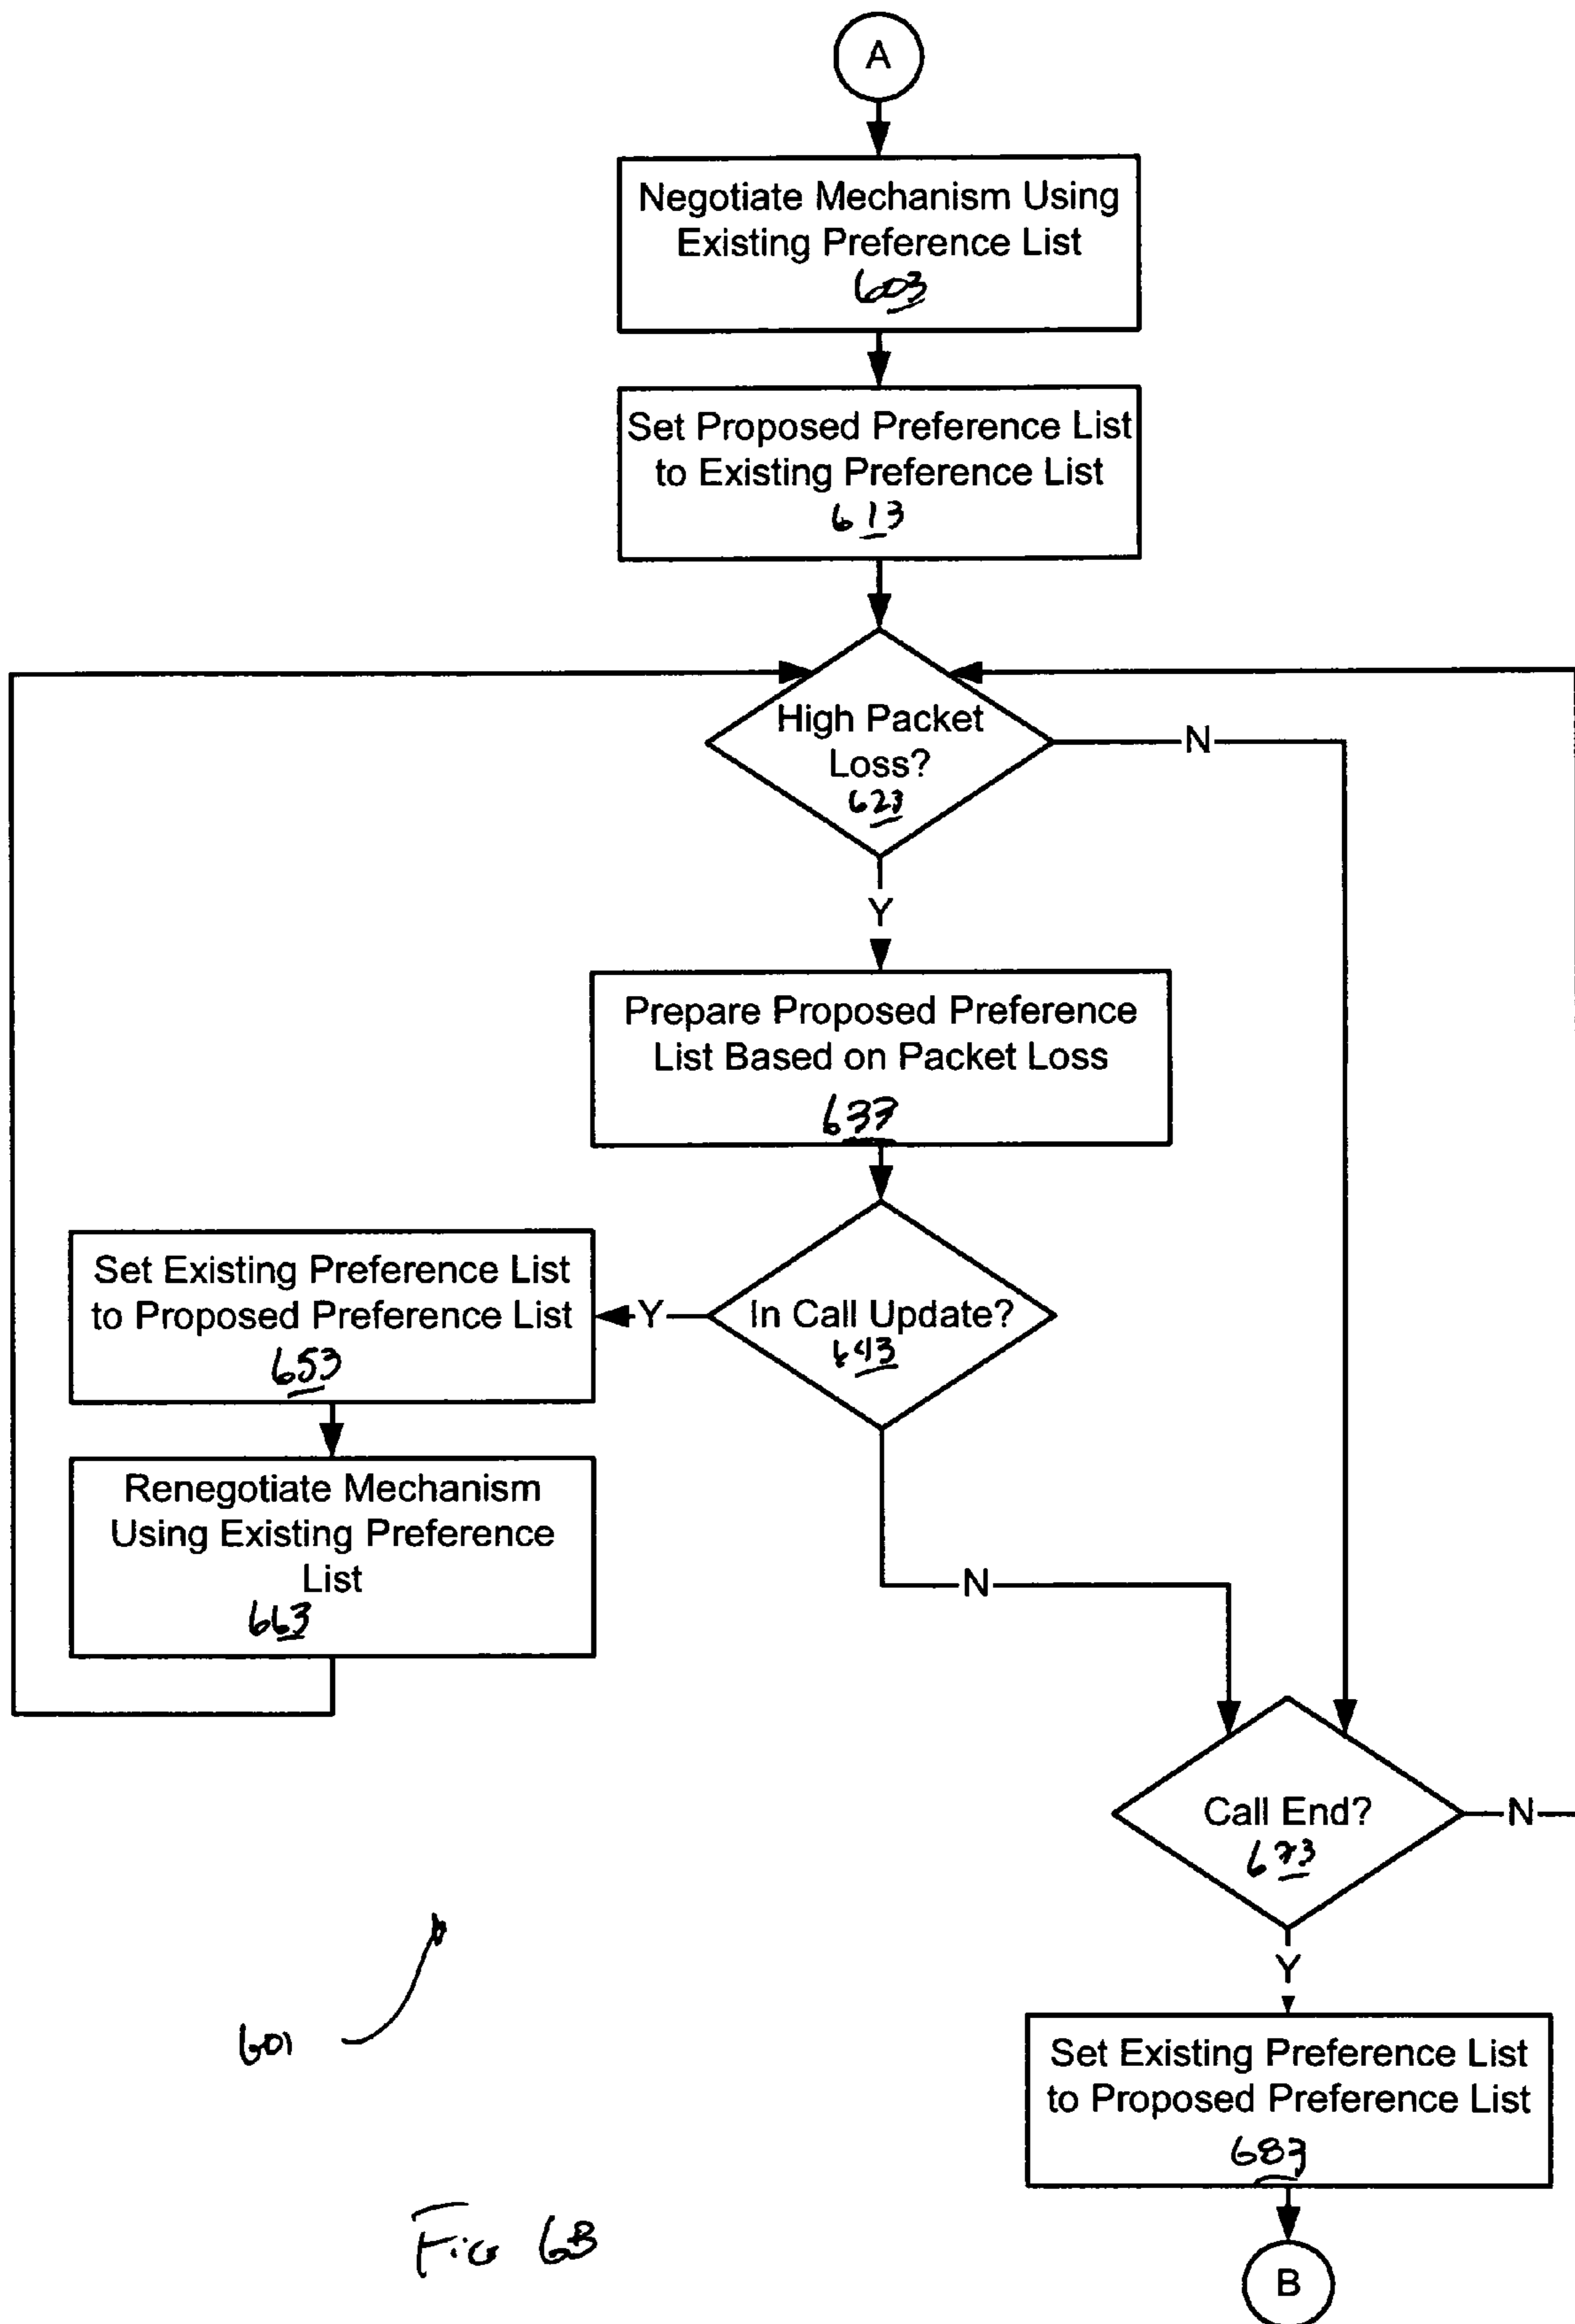 A
Negotiate Mechanism Using
Existing Preference List
603
Set Proposed Preference List
to Existing Preference List
613
High Packet
Loss?
623
N
Y
Prepare Proposed Preference
List Based on Packet Loss
633
Set Existing Preference List
to Proposed Preference List
653
Y
In Call Update?
643
Renegotiate Mechanism
Using Existing Preference
List
663
N
Call End?
673
N
Y
601
Set Existing Preference List
to Proposed Preference List
683
Fig 6B
B